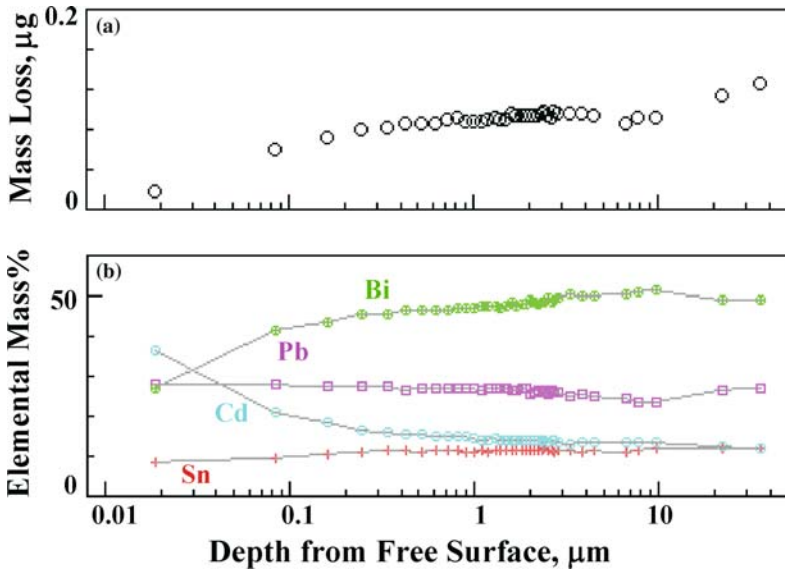 0.2
(a)
Mass Loss, μg
0
(b)
Elemental Mass%
50
Bi
Pb
Cd
Sn
0
0.01 0.1 1 10
Depth from Free Surface, μm